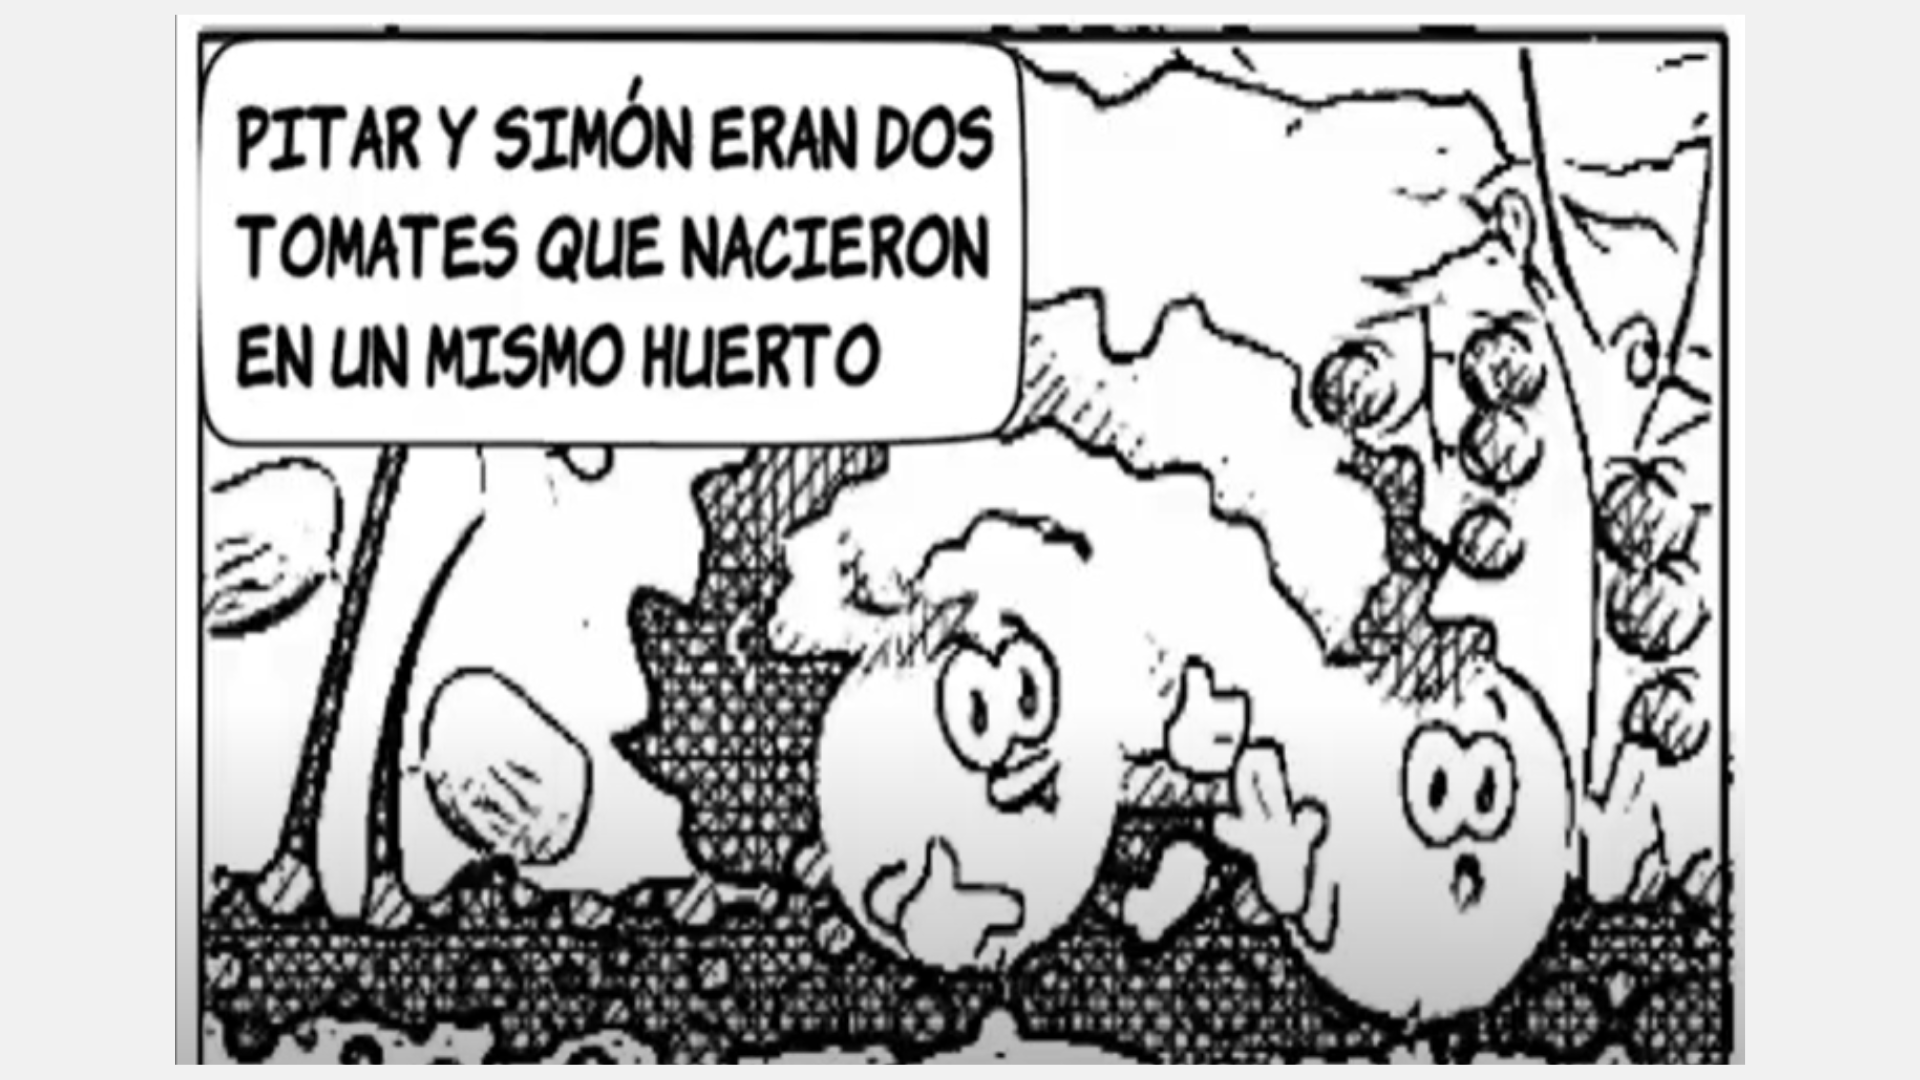 PITAR Y SIMÓN ERAN DOS
TOMATES QUE NACIERON
EN UN MISMO HUERTO